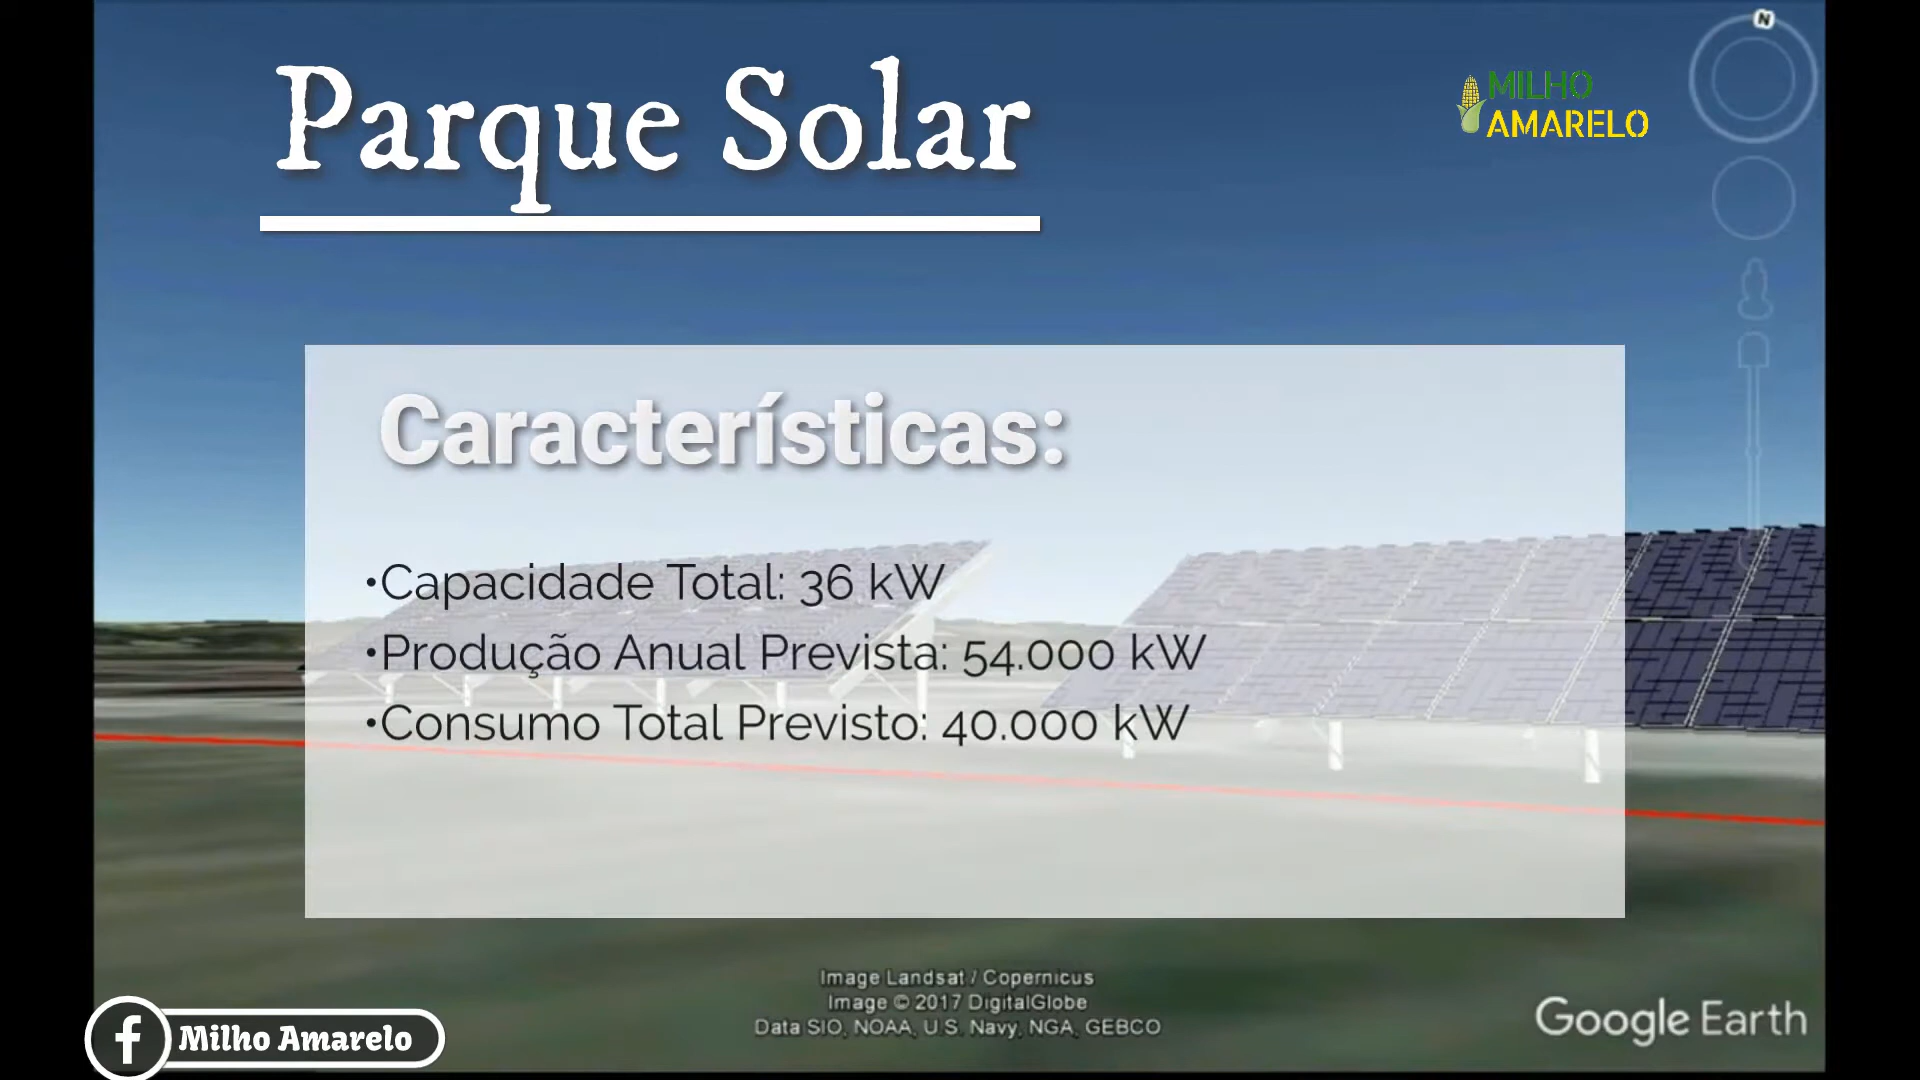 N
Parque Solar
MILHO
AMARELO
Características:
•Capacidade Total: 36 kW
•Produção Anual Prevista: 54.000 kW
•Consumo Total Previsto: 40.000 kW
Image Landsat / Copernicus
Image © 2017 DigitalGlobe
Data SIO, NOAA, U.S. Navy, NGA, GEBCO
Google Earth
f Milho Amarelo